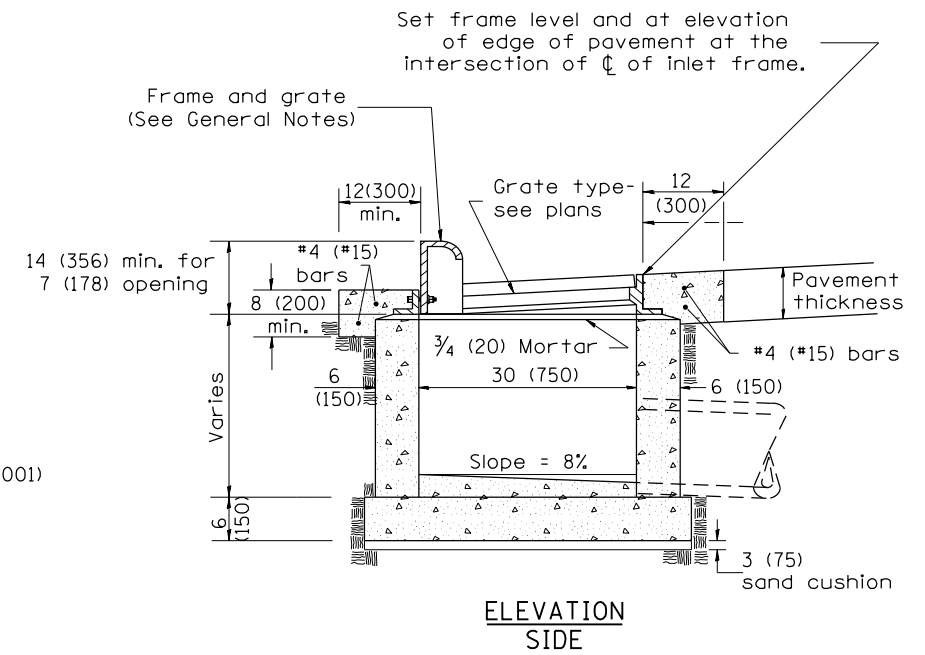 Set frame level and at elevation
of edge of pavement at the
intersection of ℄ of inlet frame.
Frame and grate
(See General Notes)
12(300)
min.
Grate type-
see plans
12
(300)
14 (356) min. for
7 (178) opening
#4 (#15)
bars
8 (200)
min.
Pavement
thickness
3/4 (20) Mortar
#4 (#15) bars
6
(150)
30 (750)
6 (150)
Varies
Slope = 8%
001)
6
(150)
3 (75)
sand cushion
ELEVATION
SIDE